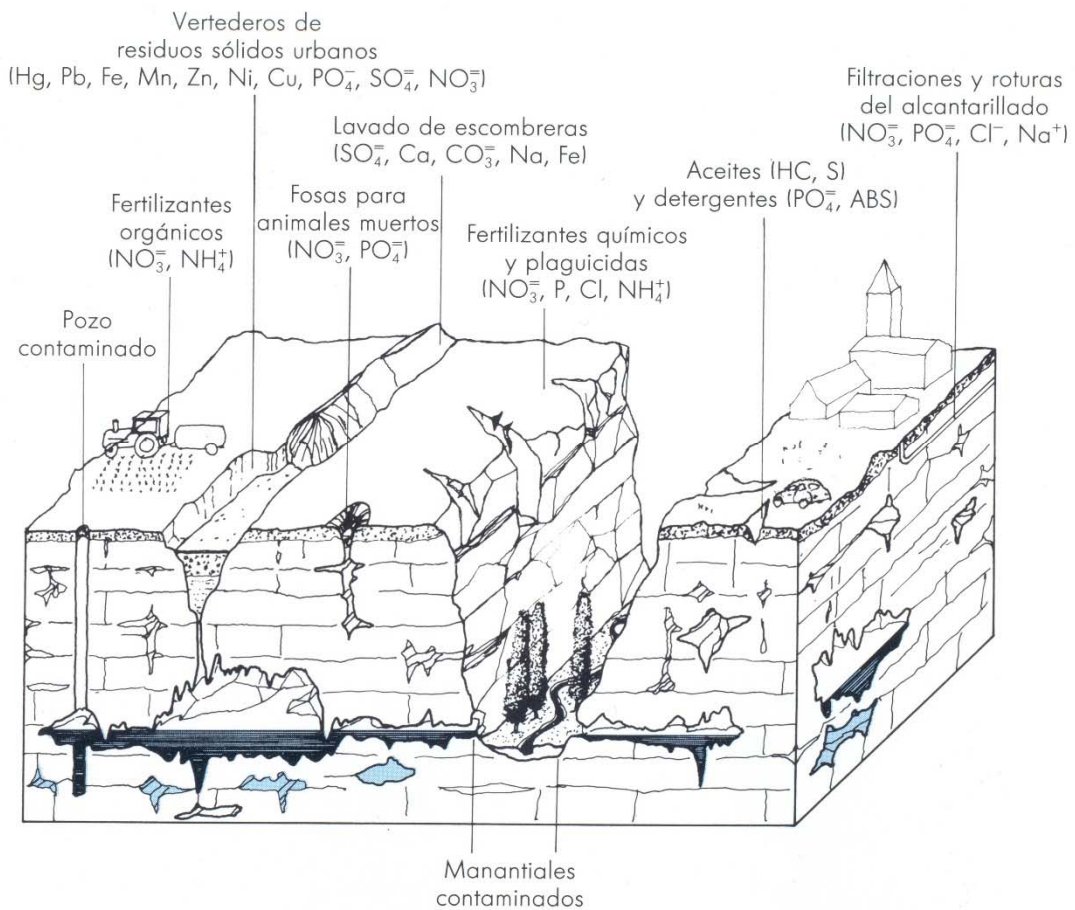 Vertederos de
residuos sólidos urbanos
(Hg, Pb, Fe, Mn, Zn, Ni, Cu, PO₄⁻, SO₄⁼, NO₃⁼)
Filtraciones y roturas
del alcantarillado
(NO₃⁼, PO₄⁼, Cl⁻, Na⁺)
Lavado de escombreras
(SO₄⁼, Ca, CO₃⁼, Na, Fe)
Aceites (HC, S)
y detergentes (PO₄⁼, ABS)
Fertilizantes
orgánicos
(NO₃⁼, NH₄⁺)
Fosas para
animales muertos
(NO₃⁼, PO₄⁼)
Fertilizantes químicos
y plaguicidas
(NO₃⁼, P, Cl, NH₄⁺)
Pozo
contaminado
Manantiales
contaminados